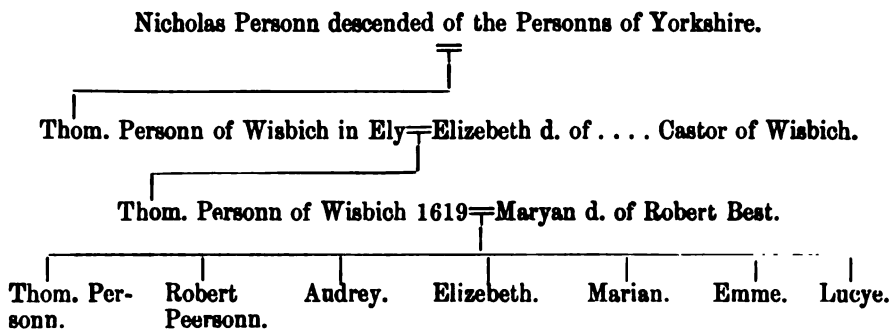 Nicholas Personn descended of the Personns of Yorkshire.
Thom. Personn of Wisbich in Ely=Elizebeth d. of .... Castor of Wisbich.
Thom. Personn of Wisbich 1619=Maryan d. of Robert Best.
Thom. Per- Robert Audrey. Elizebeth. Marian. Emme. Lucye.
sonn. Peersonn.